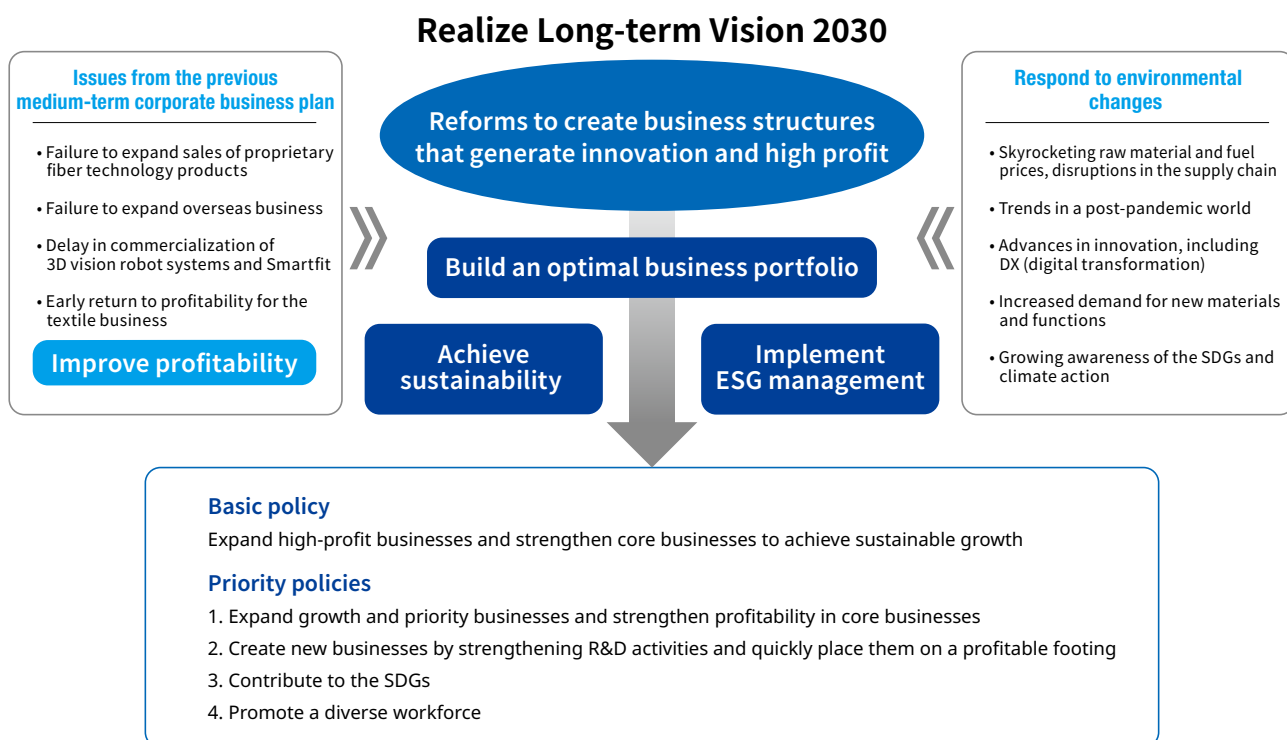 Realize Long-term Vision 2030
Issues from the previous
medium-term corporate business plan
• Failure to expand sales of proprietary
fiber technology products
• Failure to expand overseas business
• Delay in commercialization of
3D vision robot systems and Smartfit
• Early return to profitability for the
textile business
Improve profitability
Reforms to create business structures
that generate innovation and high profit
Build an optimal business portfolio
Achieve
sustainability
Implement
ESG management
Respond to environmental
changes
• Skyrocketing raw material and fuel
prices, disruptions in the supply chain
• Trends in a post-pandemic world
• Advances in innovation, including
DX (digital transformation)
• Increased demand for new materials
and functions
• Growing awareness of the SDGs and
climate action
Basic policy
Expand high-profit businesses and strengthen core businesses to achieve sustainable growth
Priority policies
1. Expand growth and priority businesses and strengthen profitability in core businesses
2. Create new businesses by strengthening R&D activities and quickly place them on a profitable footing
3. Contribute to the SDGs
4. Promote a diverse workforce